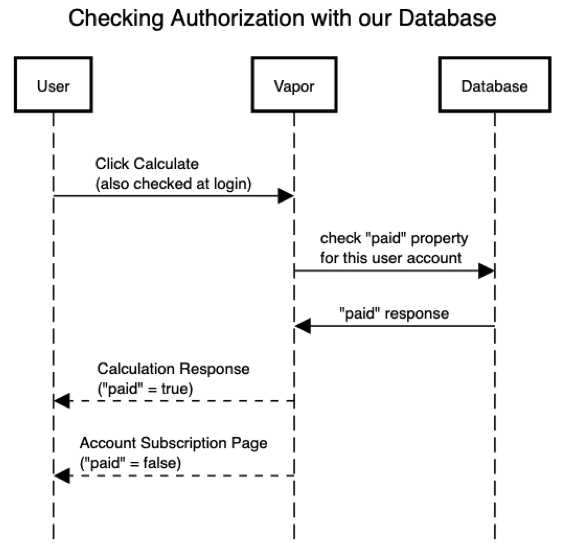 Checking Authorization with our Database
User
Vapor
Database
Click Calculate
(also checked at login)
check "paid" property
for this user account
"paid" response
Calculation Response
("paid" = true)
Account Subscription Page
("paid" = false)